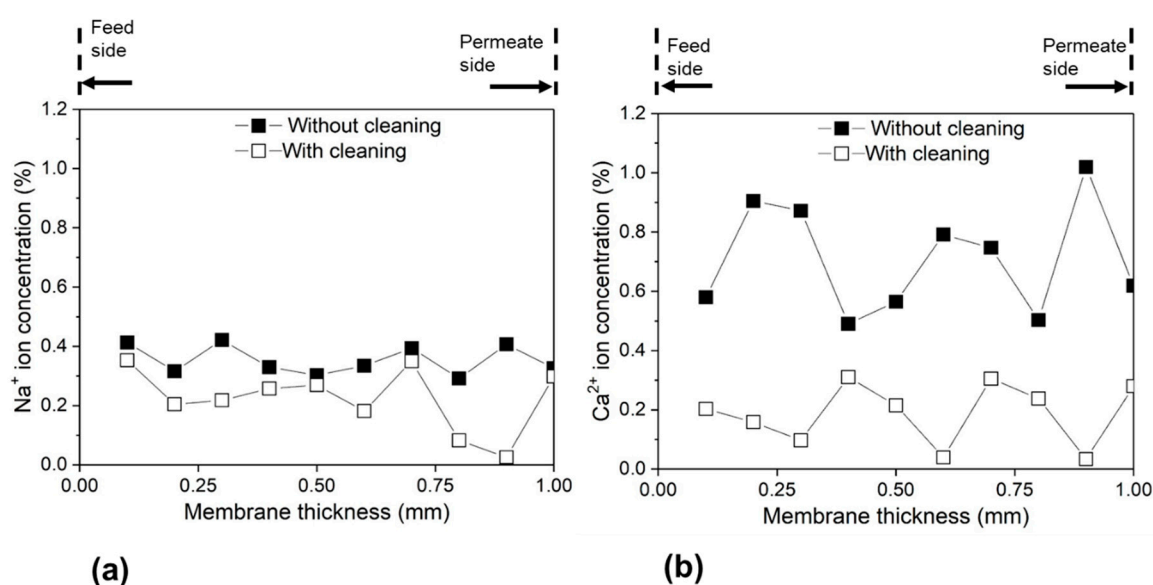 Feed
side
Permeate
side
Without cleaning
With cleaning
1.2
1.0
0.8
0.6
0.4
0.2
0.0
Na⁺ ion concentration (%)
0.00 0.25 0.50 0.75 1.00
Membrane thickness (mm)
(a)
Feed
side
Permeate
side
Without cleaning
With cleaning
1.2
1.0
0.8
0.6
0.4
0.2
0.0
Ca²⁺ ion concentration (%)
0.00 0.25 0.50 0.75 1.00
Membrane thickness (mm)
(b)